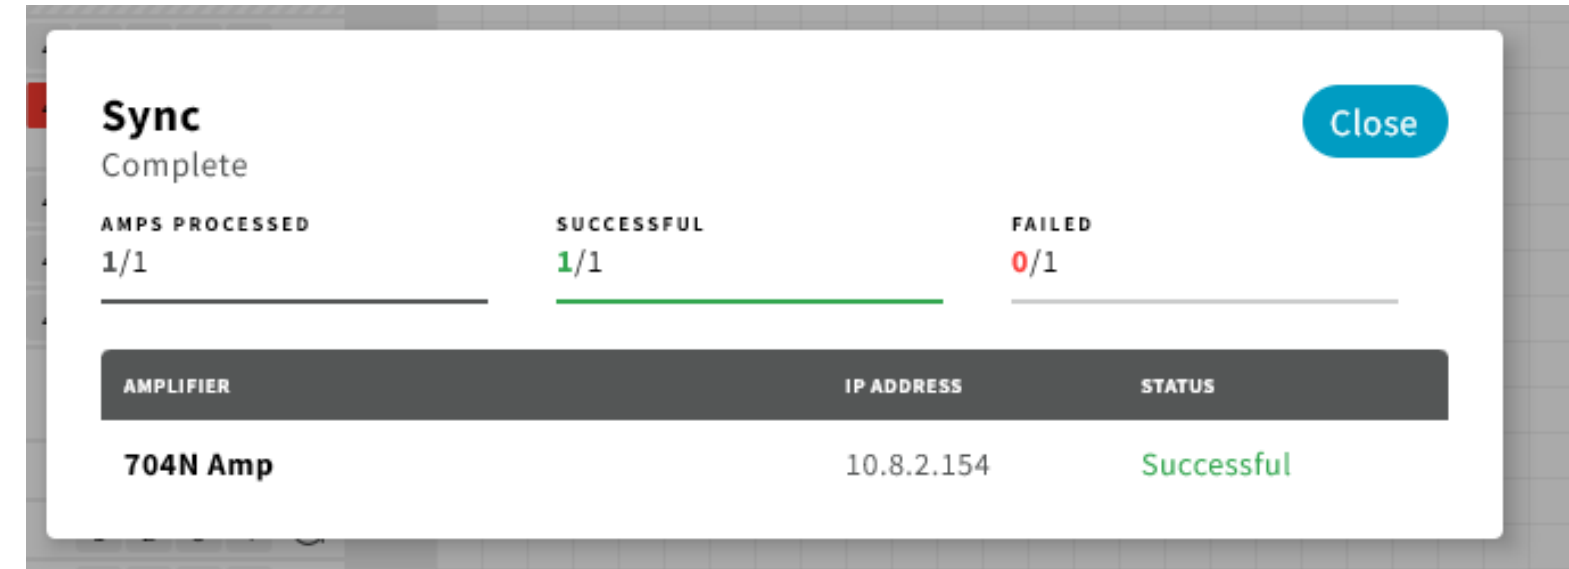 Sync
Close
Complete
AMPS PROCESSED
1/1
SUCCESSFUL
1/1
FAILED
0/1
AMPLIFIER IP ADDRESS STATUS
704N Amp 10.8.2.154 Successful